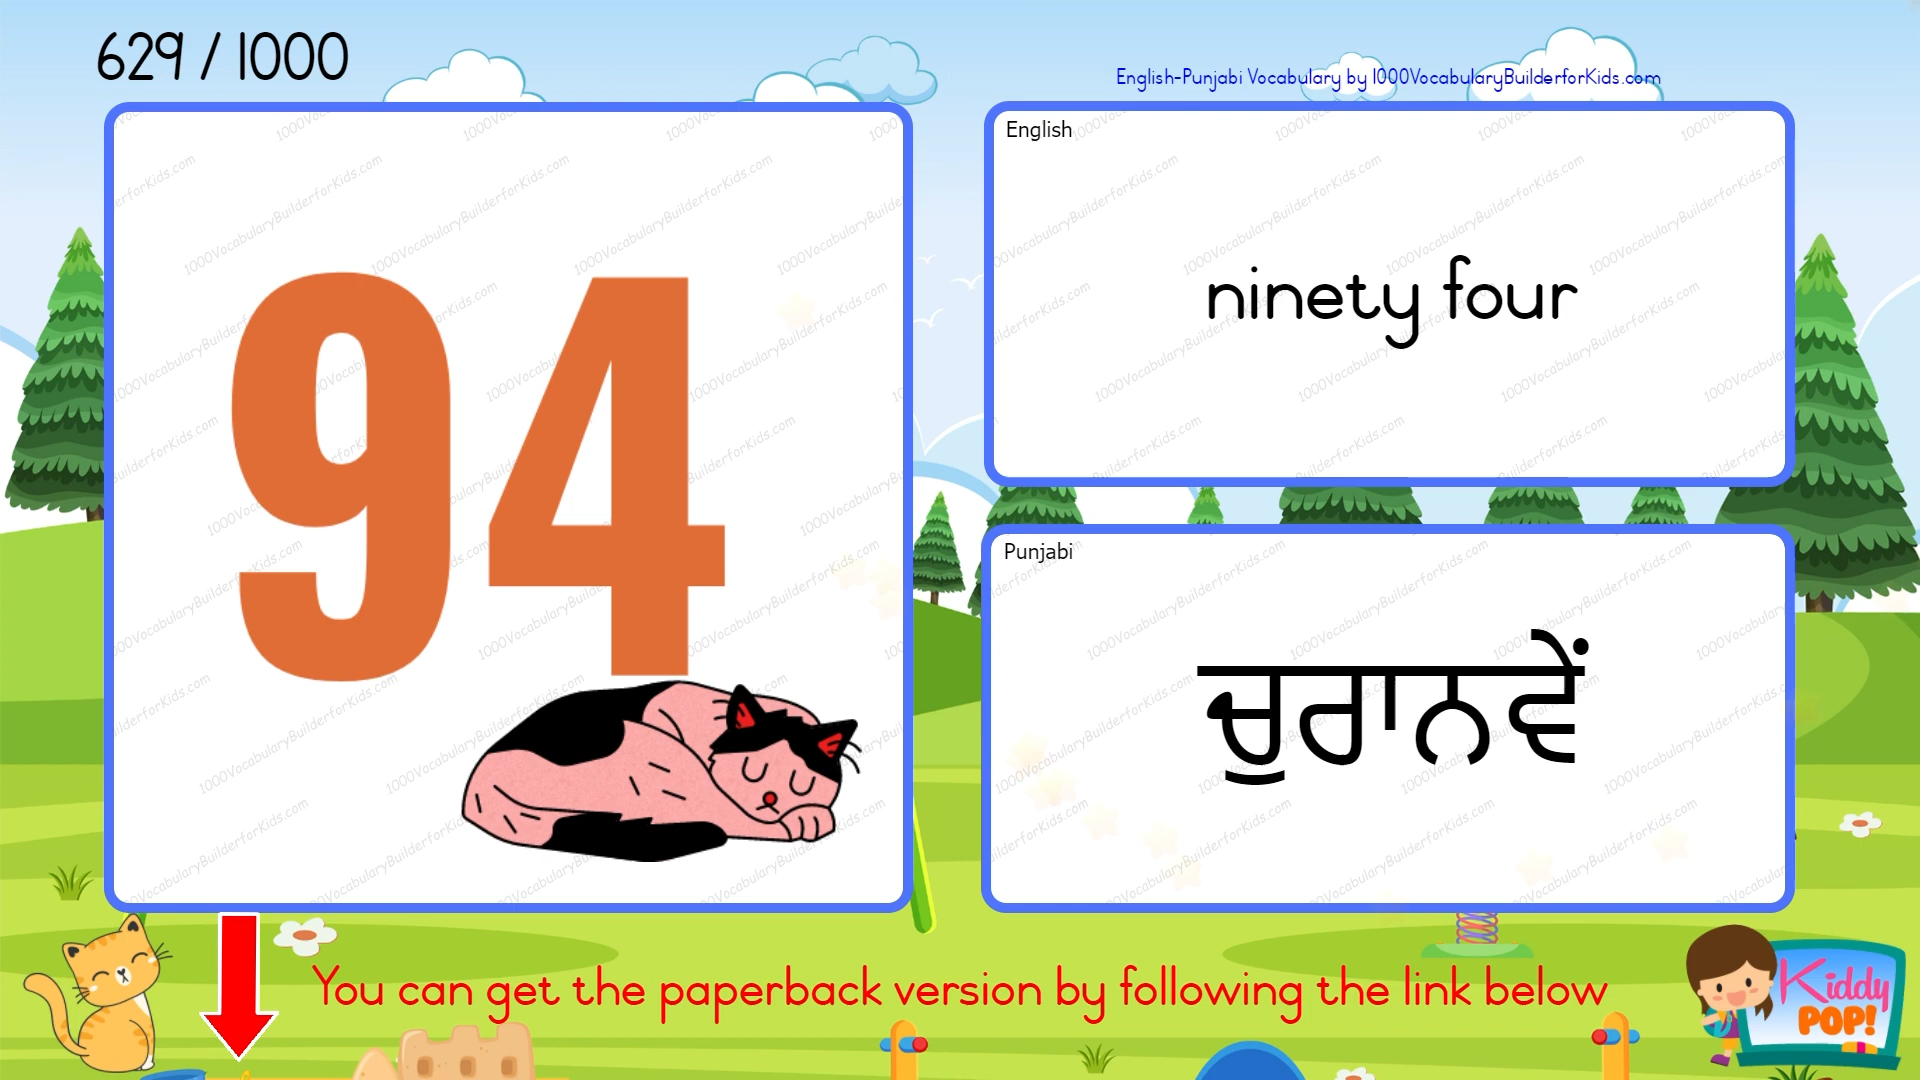 629 / 1000
English-Punjabi Vocabulary by 1000VocabularyBuilderforKids.com
94
English
ninety four
Punjabi
ਚੁਰਾਨਵੇਂ
You can get the paperback version by following the link below
Kiddy
POP!